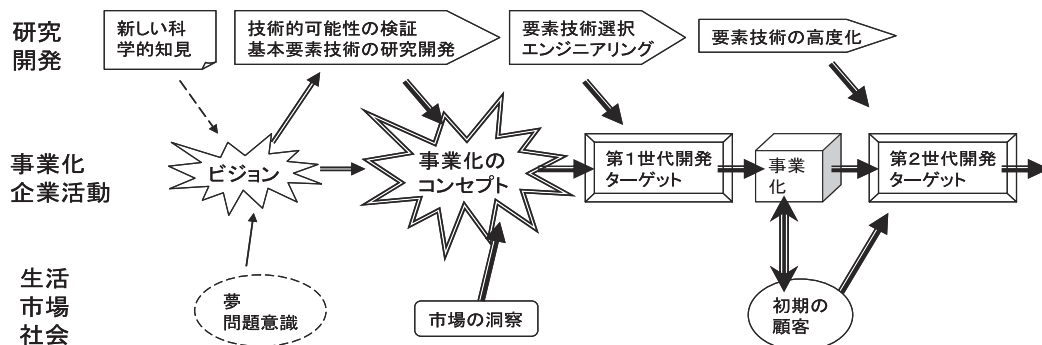 研究
開発
新しい科
学的知見
技術的可能性の検証
基本要素技術の研究開発
要素技術選択
エンジニアリング
要素技術の高度化
事業化
企業活動
ビジョン
事業化の
コンセプト
第1世代開発
ターゲット
事業
化
第2世代開発
ターゲット
生活
市場
社会
夢
問題意識
市場の洞察
初期の
顧客